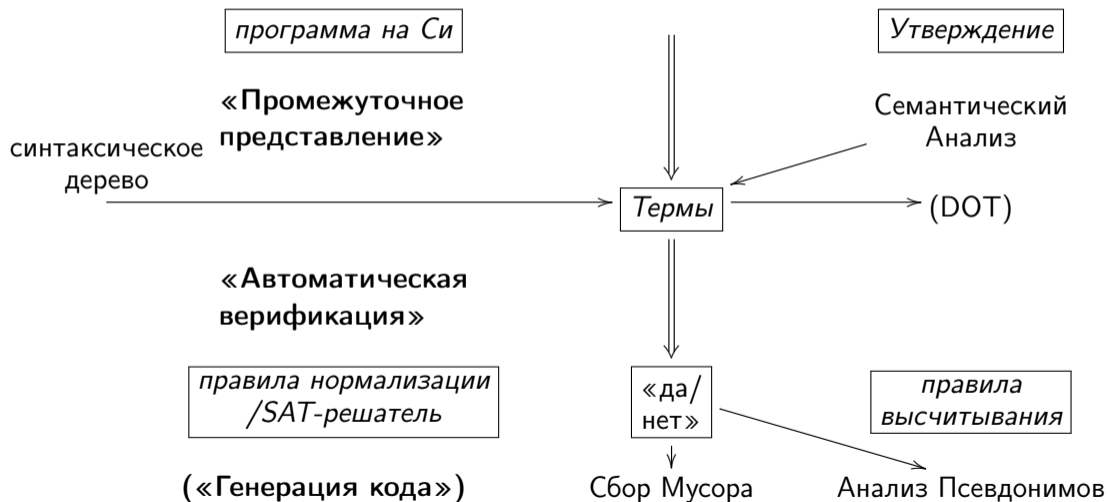 программа на Си
Утверждение
«Промежуточное
представление»
Семантический
Анализ
синтаксическое
дерево
Термы
(DOT)
«Автоматическая
верификация»
правила нормализации
/SAT-решатель
«да/
нет»
правила
высчитывания
(«Генерация кода»)
Сбор Мусора
Анализ Псевдонимов